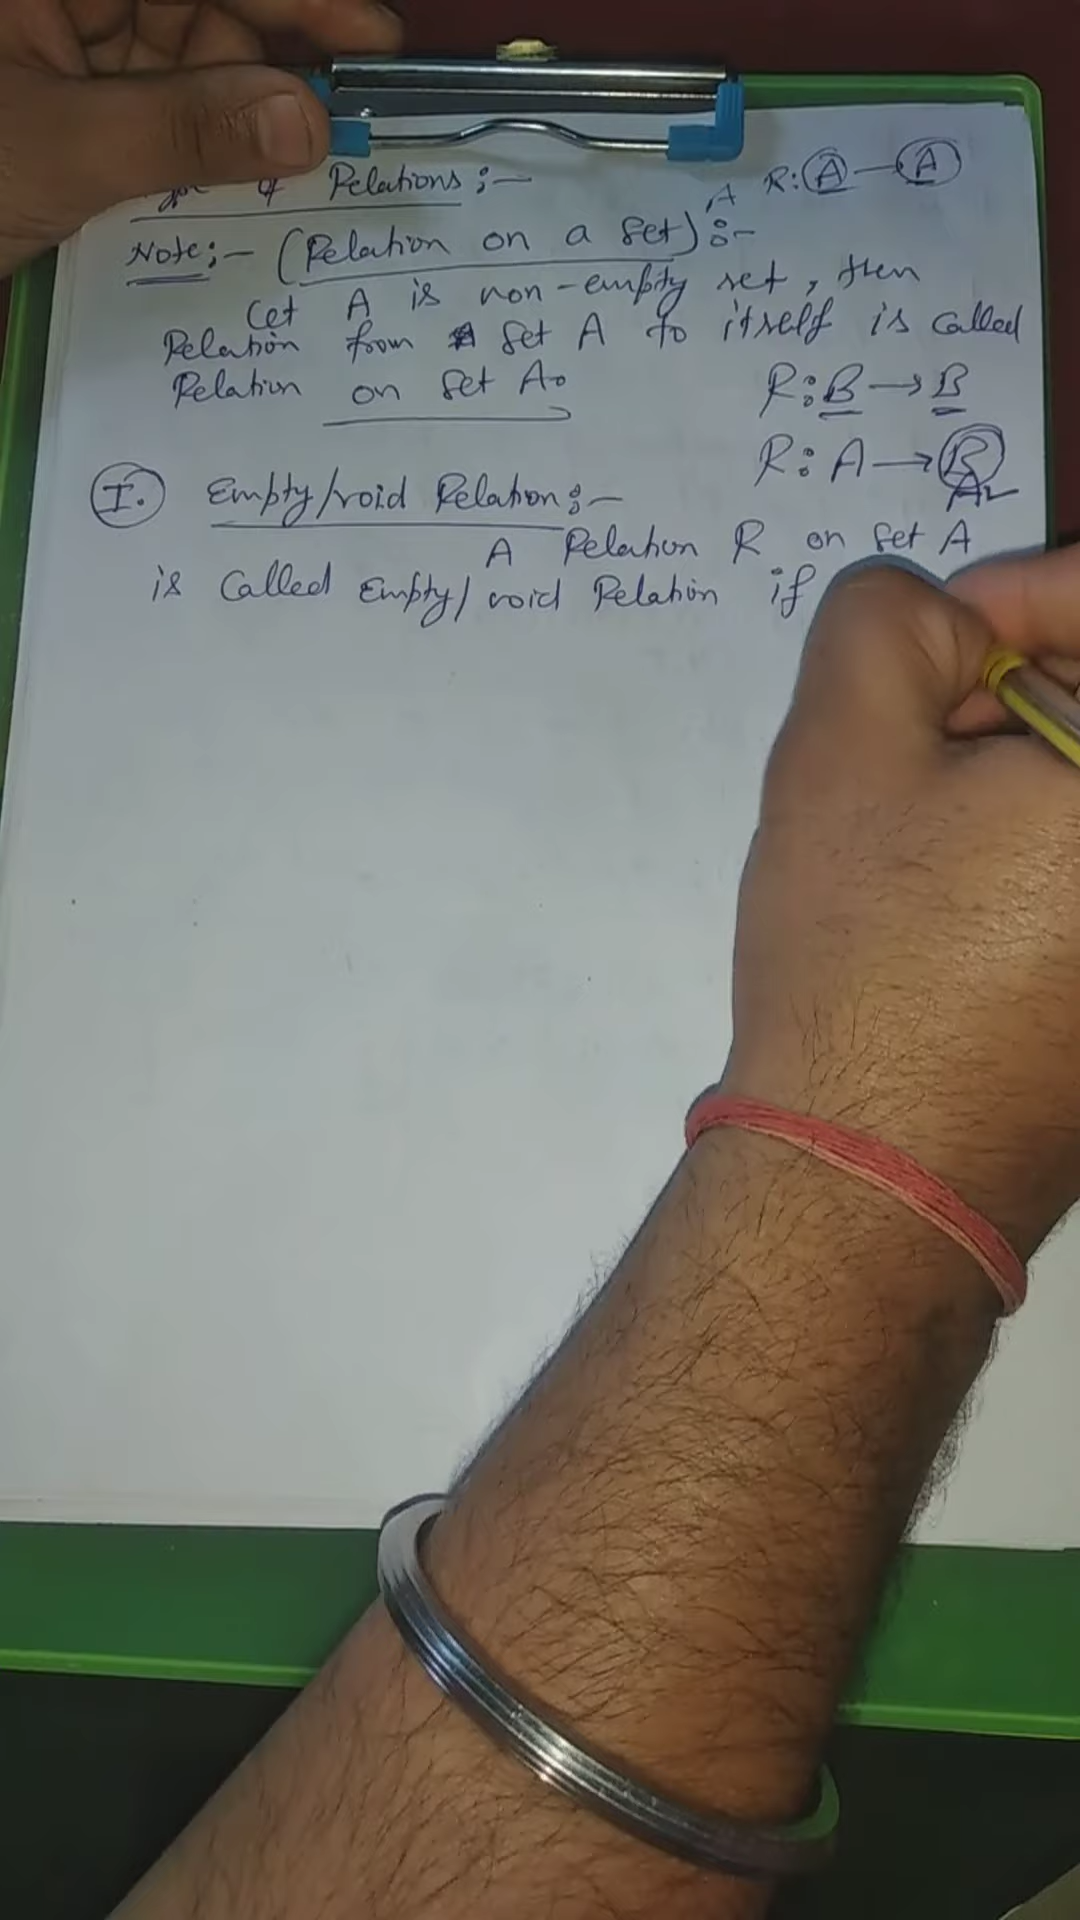 of Relations :-
R: A → A
Note :- (Relation on a set) A :-
Let A is non-empty set, then
Relation from set A to itself is called
Relation on set A.
R: B → B
R: A → B
A
I. Empty/void Relation :-
A Relation R on set A
is called Empty/void Relation if